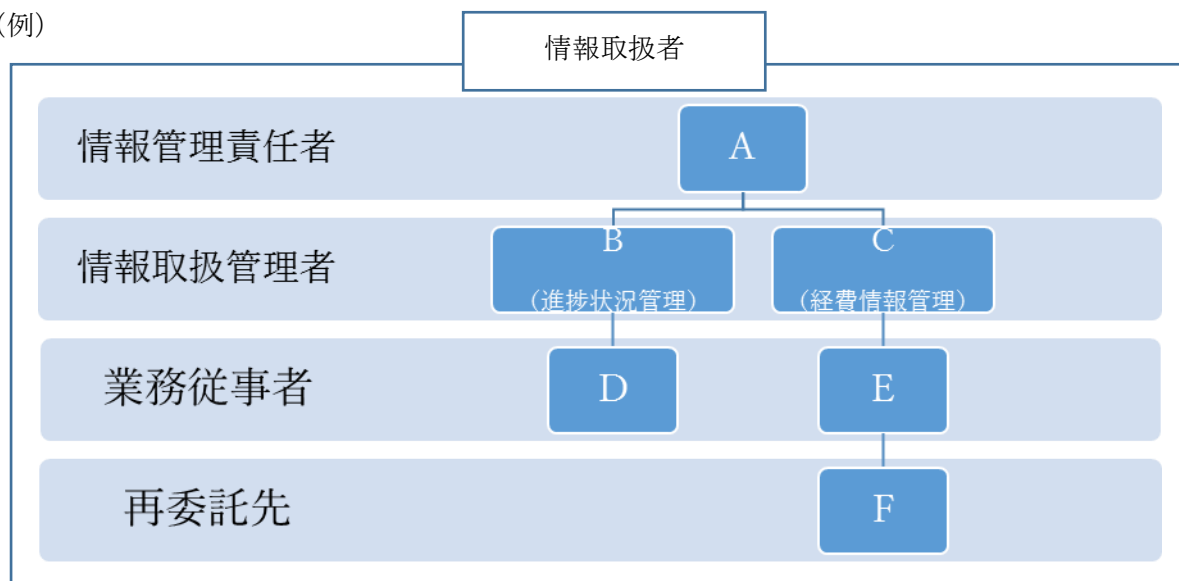 (例)
情報取扱者
情報管理責任者
A
情報取扱管理者
B
(進捗状況管理)
C
(経費情報管理)
業務従事者
D
E
再委託先
F